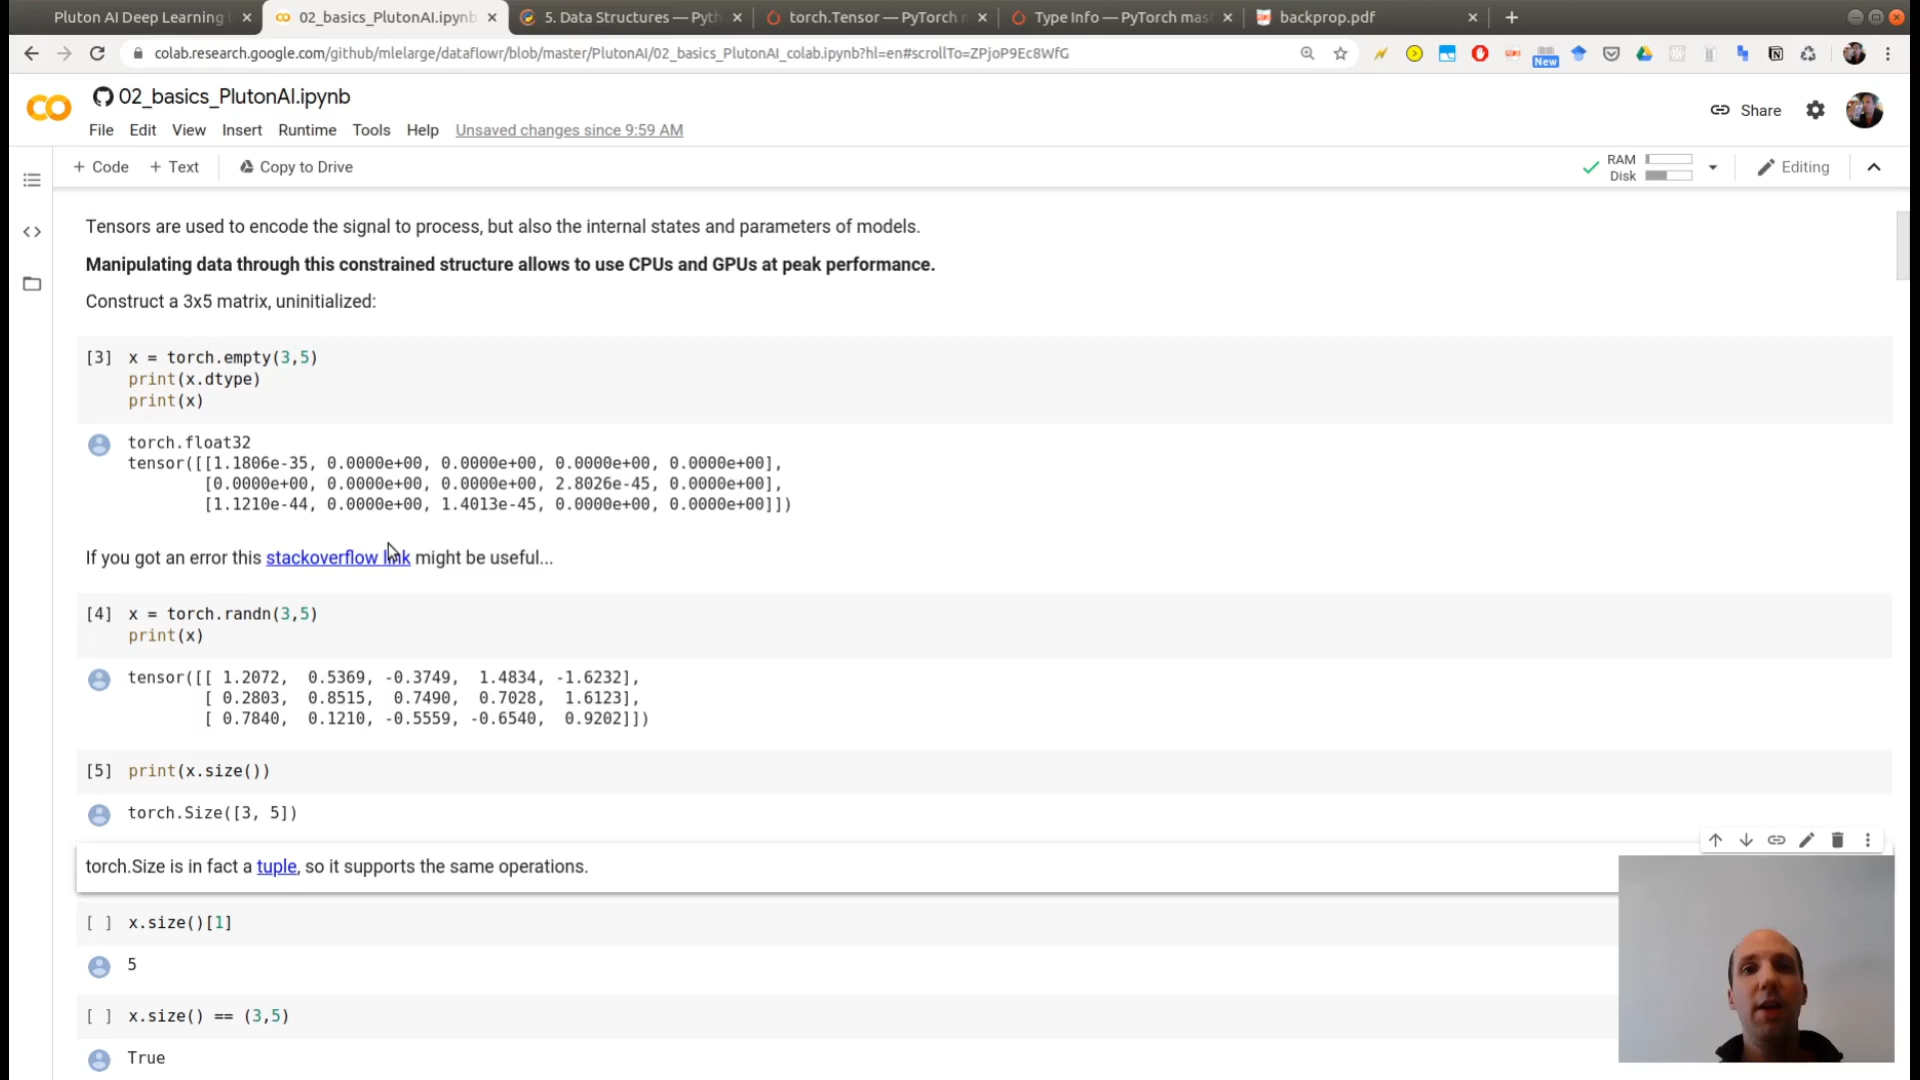 Pluton AI Deep Learning
02_basics_PlutonAI.ipynb
5. Data Structures — Pyth
torch.Tensor — PyTorch m
Type Info — PyTorch mast
backprop.pdf
colab.research.google.com/github/mlelarge/dataflowr/blob/master/PlutonAI/02_basics_PlutonAI_colab.ipynb?hl=en#scrollTo=ZPjoP9Ec8WfG
New
02_basics_PlutonAI.ipynb
Share
File Edit View Insert Runtime Tools Help Unsaved changes since 9:59 AM
+ Code + Text Copy to Drive
RAM
Disk
Editing
Tensors are used to encode the signal to process, but also the internal states and parameters of models.
Manipulating data through this constrained structure allows to use CPUs and GPUs at peak performance.
Construct a 3x5 matrix, uninitialized:
[3] x = torch.empty(3,5)
print(x.dtype)
print(x)
torch.float32
tensor([[1.1806e-35, 0.0000e+00, 0.0000e+00, 0.0000e+00, 0.0000e+00],
[0.0000e+00, 0.0000e+00, 0.0000e+00, 2.8026e-45, 0.0000e+00],
[1.1210e-44, 0.0000e+00, 1.4013e-45, 0.0000e+00, 0.0000e+00]])
If you got an error this stackoverflow link might be useful...
[4] x = torch.randn(3,5)
print(x)
tensor([[ 1.2072, 0.5369, -0.3749, 1.4834, -1.6232],
[ 0.2803, 0.8515, 0.7490, 0.7028, 1.6123],
[ 0.7840, 0.1210, -0.5559, -0.6540, 0.9202]])
[5] print(x.size())
torch.Size([3, 5])
torch.Size is in fact a tuple, so it supports the same operations.
[ ] x.size()[1]
5
[ ] x.size() == (3,5)
True